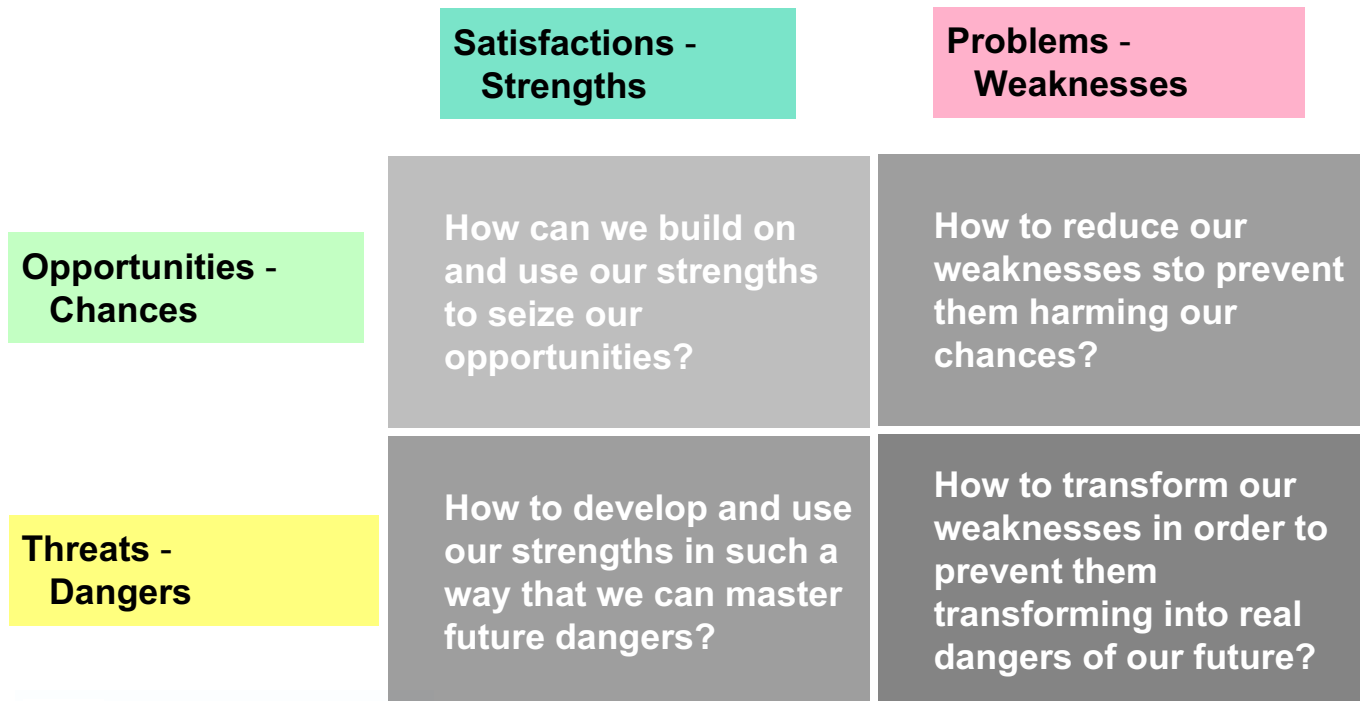 Satisfactions -
Strengths
Problems -
Weaknesses
Opportunities -
Chances
How can we build on
and use our strengths
to seize our
opportunities?
How to reduce our
weaknesses sto prevent
them harming our
chances?
Threats -
Dangers
How to develop and use
our strengths in such a
way that we can master
future dangers?
How to transform our
weaknesses in order to
prevent them
transforming into real
dangers of our future?